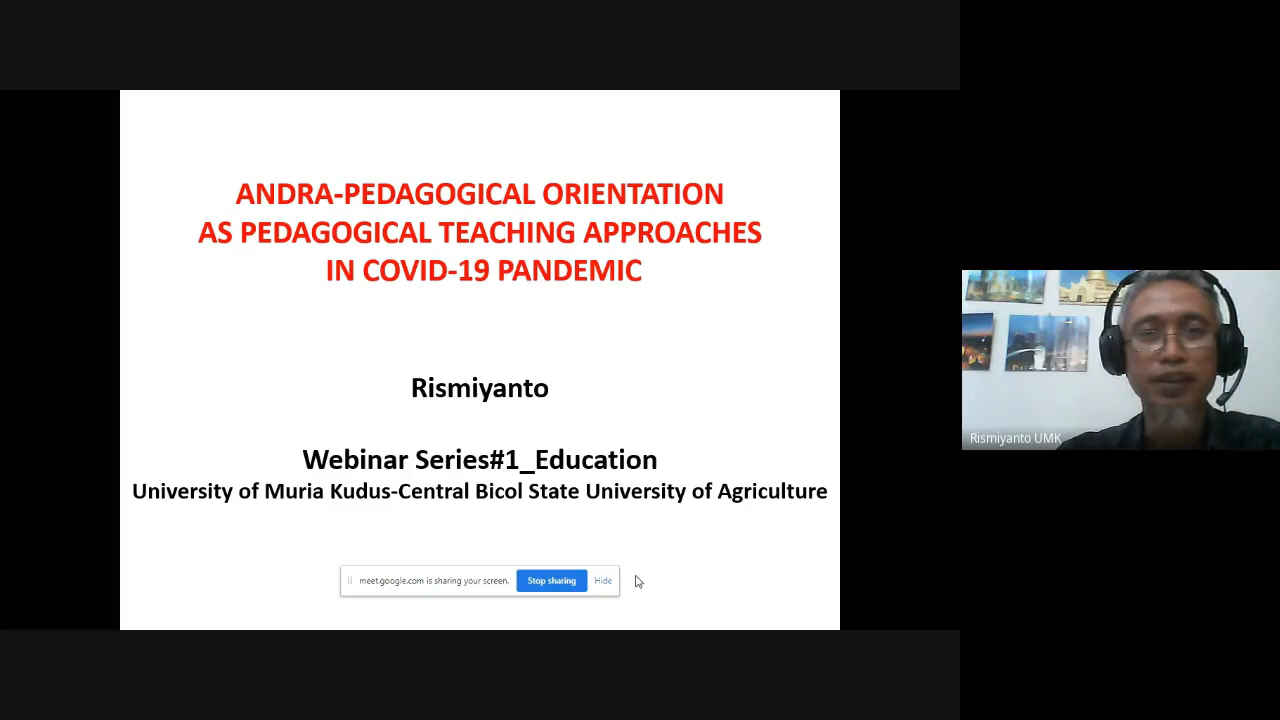 ANDRA-PEDAGOGICAL ORIENTATION
AS PEDAGOGICAL TEACHING APPROACHES
IN COVID-19 PANDEMIC
Rismiyanto
Webinar Series#1_Education
University of Muria Kudus-Central Bicol State University of Agriculture
meet.google.com is sharing your screen. Stop sharing Hide
Rismiyanto UMK